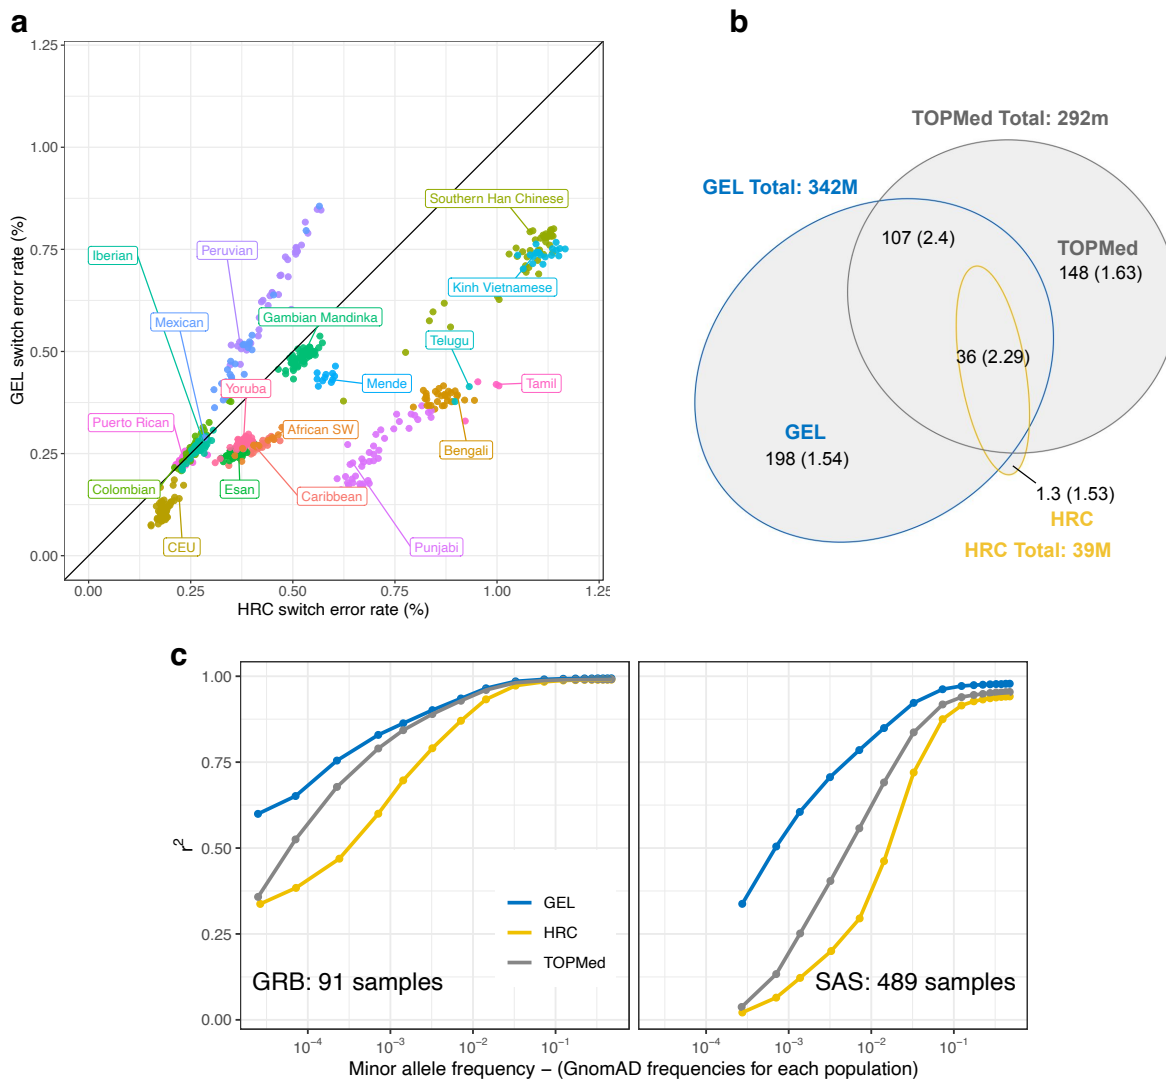 a
1.25
1.00
0.75
0.50
0.25
0.00
GEL switch error rate (%)
Southern Han Chinese
Iberian
Peruvian
Kinh Vietnamese
Mexican
Gambian Mandinka
Telugu
Yoruba
Mende
Tamil
Puerto Rican
African SW
Bengali
Colombian
Esan
Caribbean
CEU
Punjabi
0.00
0.25
0.50
0.75
1.00
1.25
HRC switch error rate (%)
b
TOPMed Total: 292m
GEL Total: 342M
107 (2.4)
TOPMed
148 (1.63)
36 (2.29)
GEL
198 (1.54)
1.3 (1.53)
HRC
HRC Total: 39M
c
1.00
0.75
0.50
0.25
0.00
r²
GEL
HRC
TOPMed
GRB: 91 samples
SAS: 489 samples
10⁻⁴
10⁻³
10⁻²
10⁻¹
10⁻⁴
10⁻³
10⁻²
10⁻¹
Minor allele frequency − (GnomAD frequencies for each population)